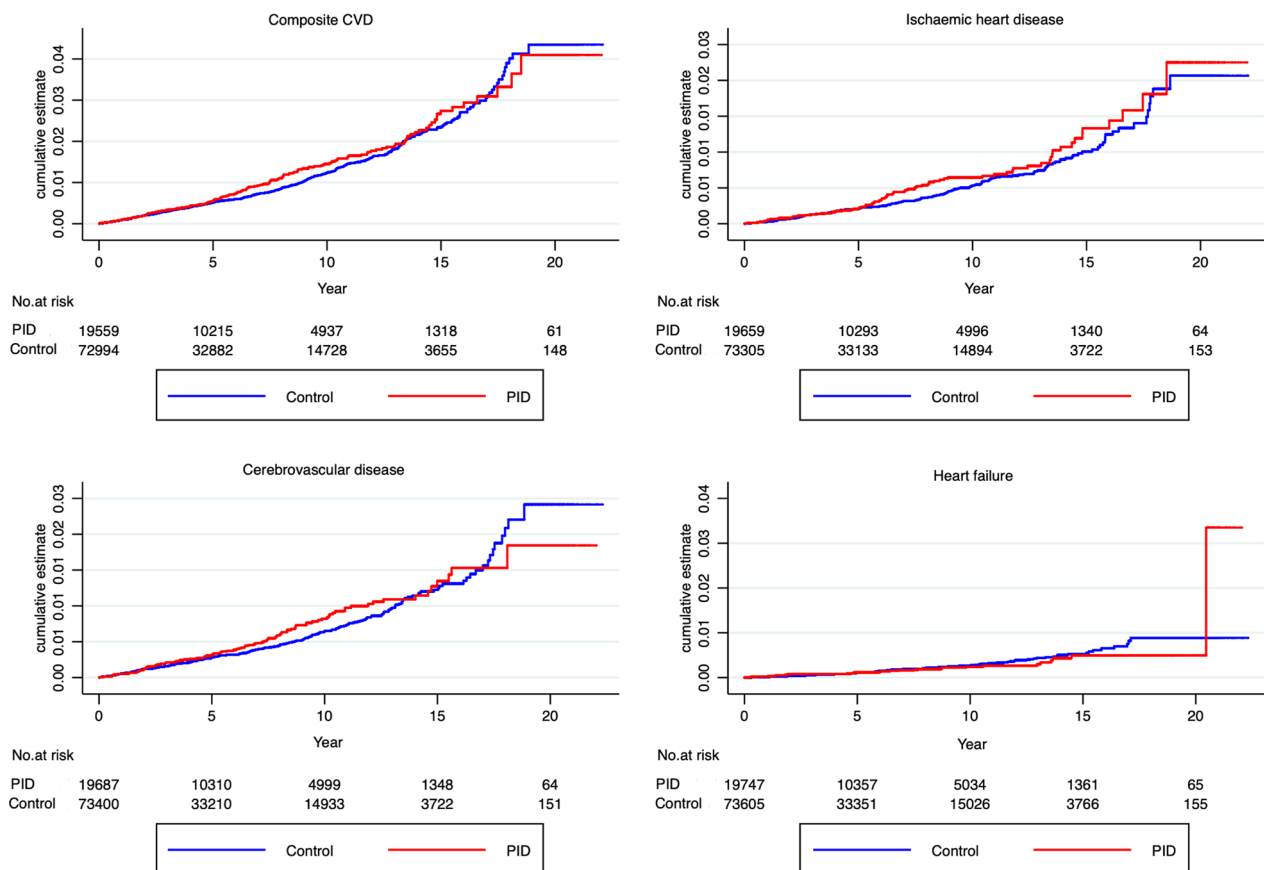 Composite CVD
cumulative estimate
0.00 0.01 0.02 0.03 0.04
0 5 10 15 20
Year
No.at risk
PID 19559 10215 4937 1318 61
Control 72994 32882 14728 3655 148
Control PID
Ischaemic heart disease
cumulative estimate
0.00 0.01 0.01 0.01 0.02 0.03
0 5 10 15 20
Year
No.at risk
PID 19659 10293 4996 1340 64
Control 73305 33133 14894 3722 153
Control PID
Cerebrovascular disease
cumulative estimate
0.00 0.01 0.01 0.01 0.02 0.03
0 5 10 15 20
Year
No.at risk
PID 19687 10310 4999 1348 64
Control 73400 33210 14933 3722 151
Control PID
Heart failure
cumulative estimate
0.00 0.01 0.02 0.03 0.04
0 5 10 15 20
Year
No.at risk
PID 19747 10357 5034 1361 65
Control 73605 33351 15026 3766 155
Control PID